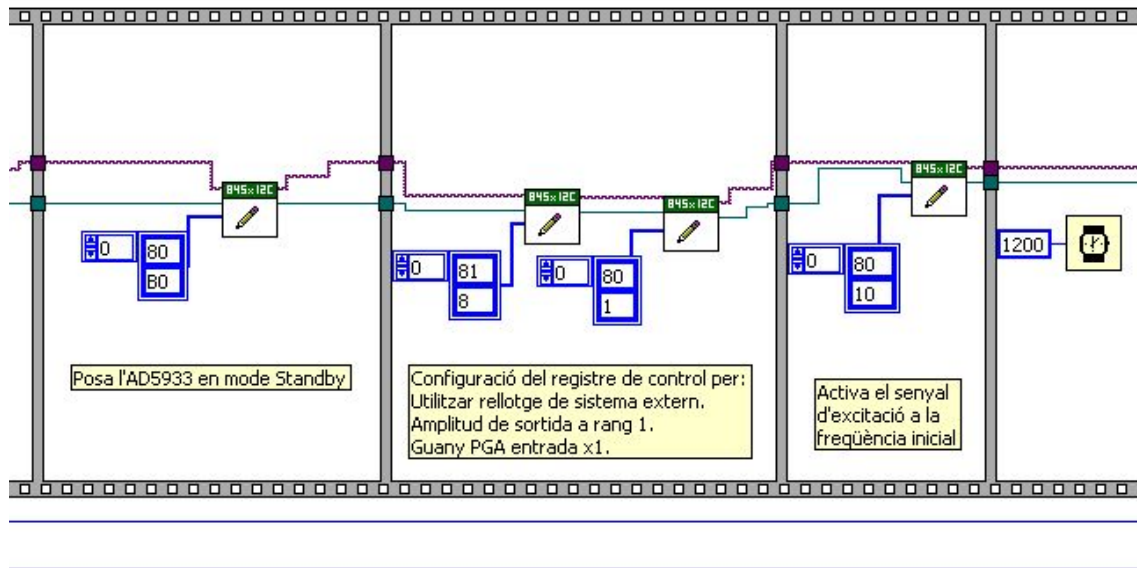 845x I2C
0
80
B0
Posa l'AD5933 en mode Standby
845x I2C
0
81
8
845x I2C
0
80
1
Configuració del registre de control per:
Utilitzar rellotge de sistema extern.
Amplitud de sortida a rang 1.
Guany PGA entrada x1.
845x I2C
0
80
10
Activa el senyal
d'excitació a la
freqüència inicial
1200